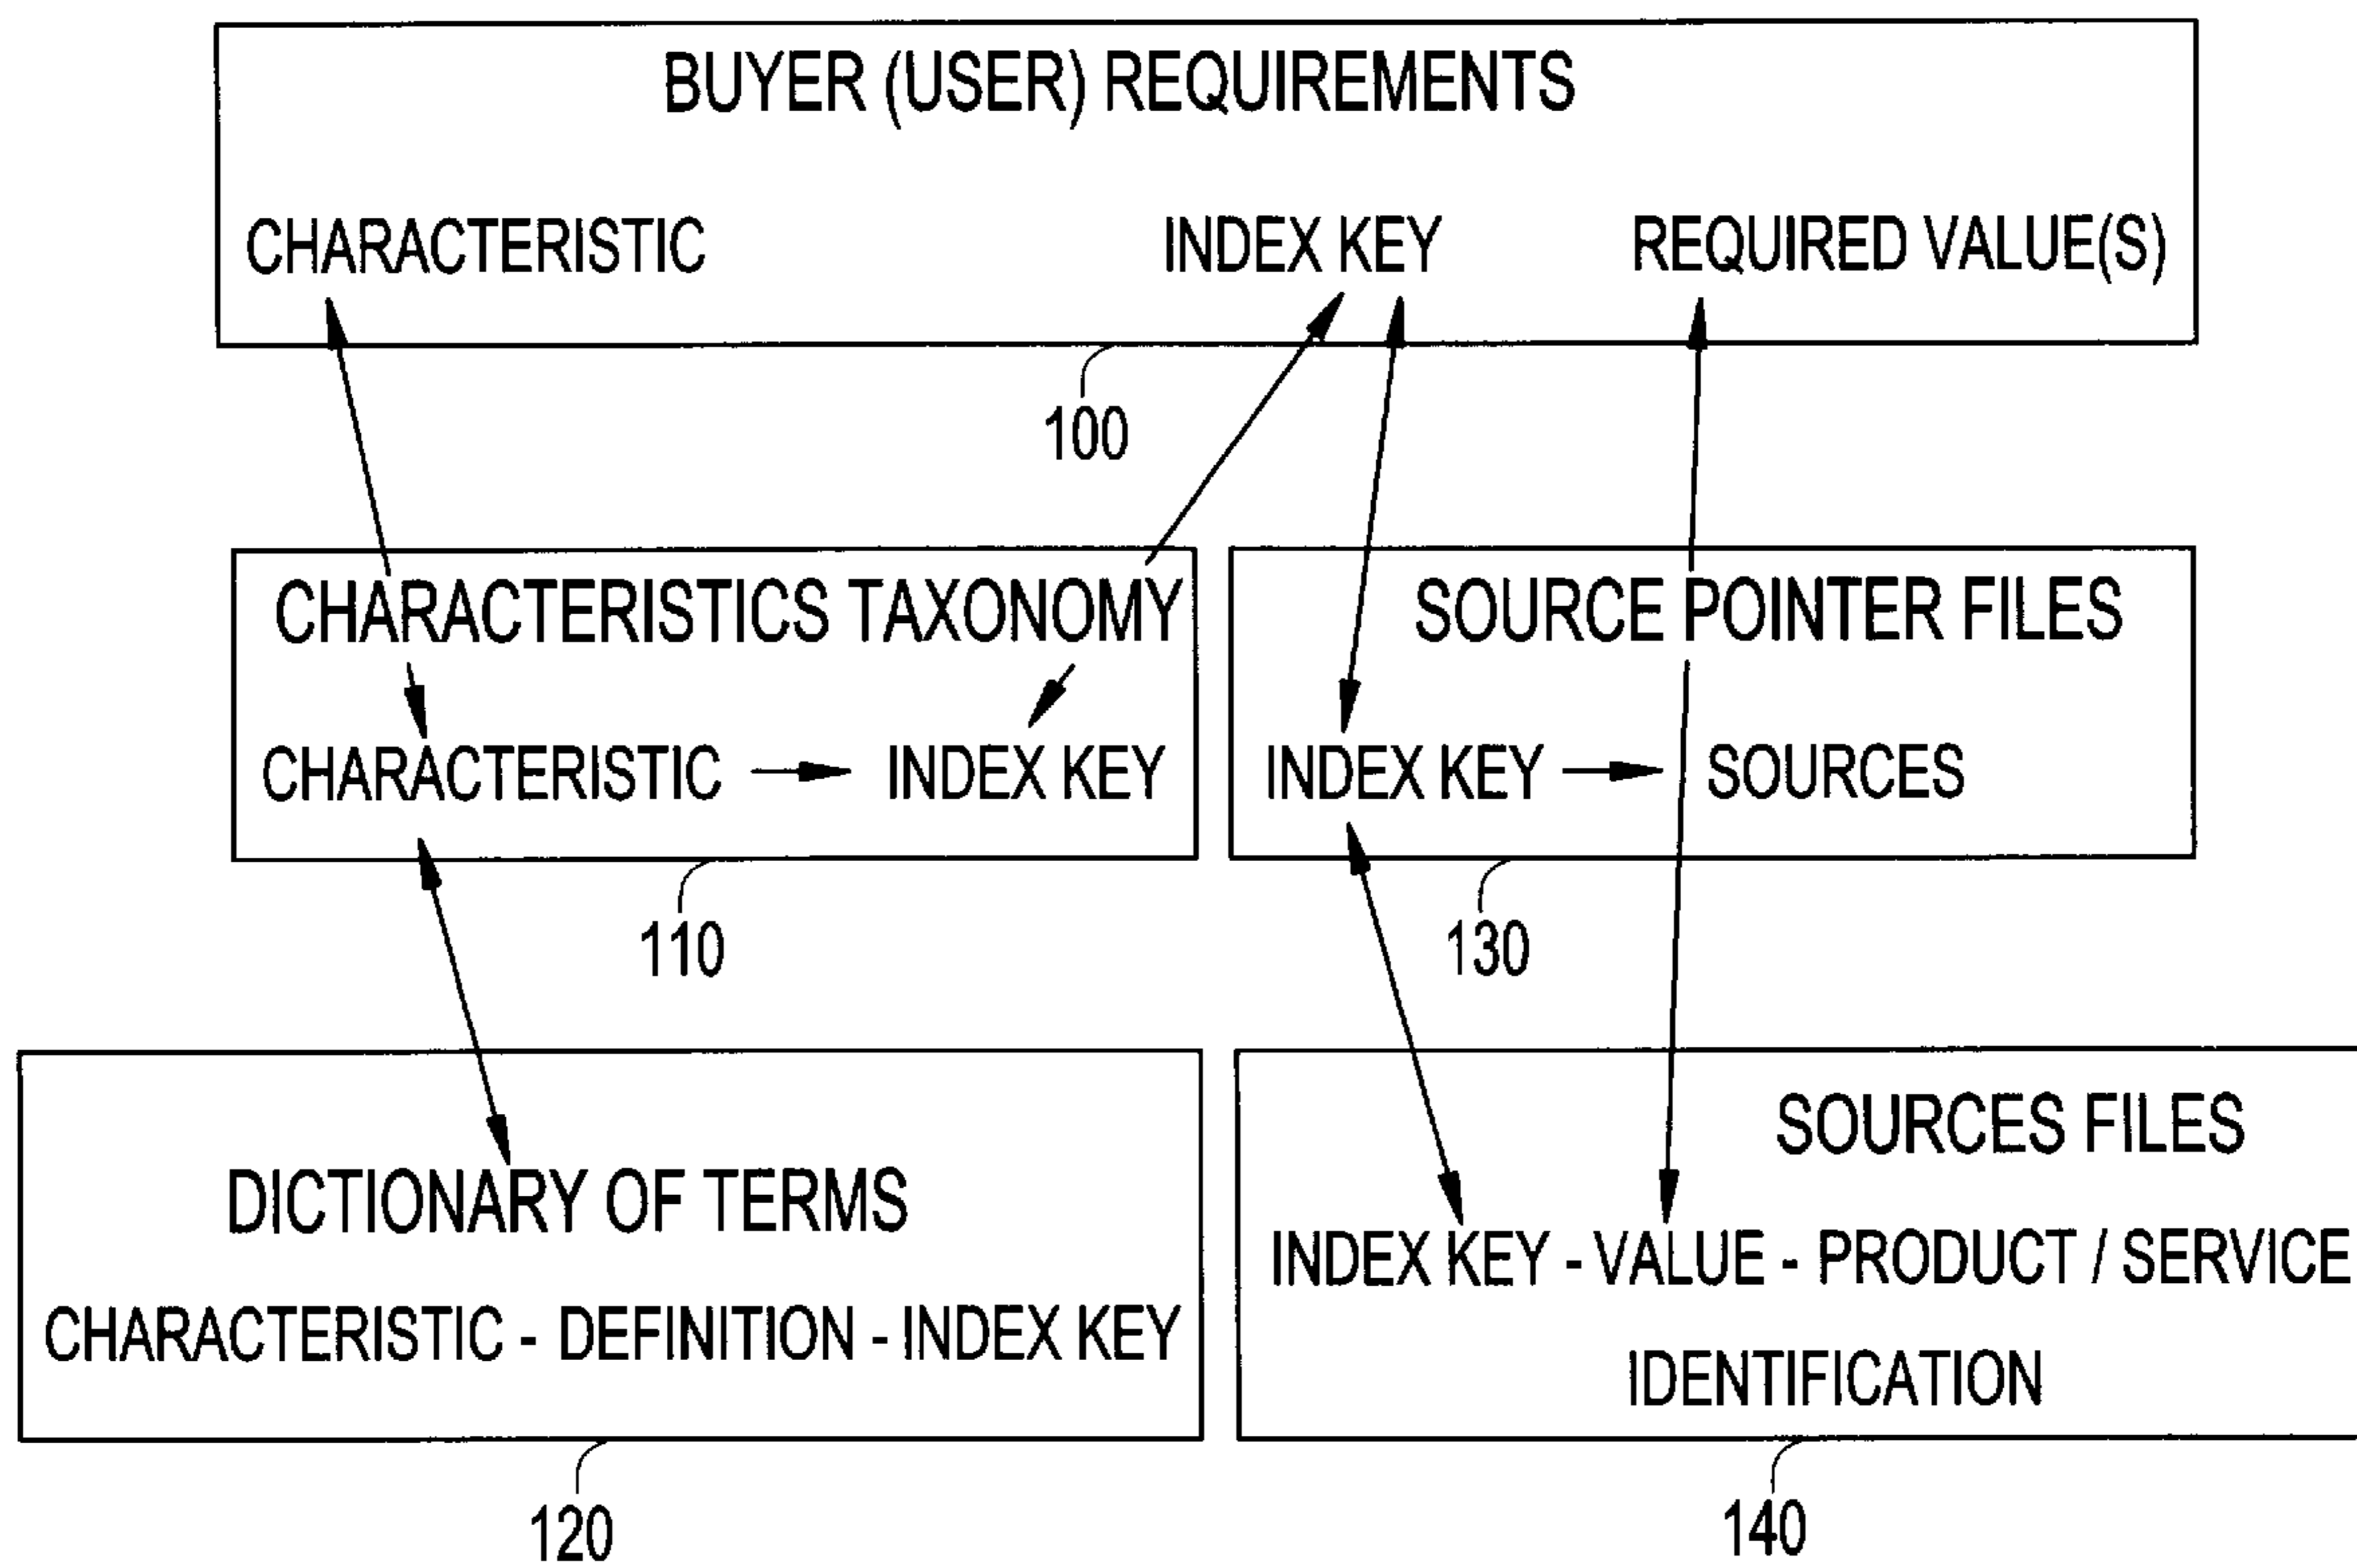 BUYER (USER) REQUIREMENTS
CHARACTERISTIC INDEX KEY REQUIRED VALUE(S)
100
CHARACTERISTICS TAXONOMY
CHARACTERISTIC INDEX KEY
110
SOURCE POINTER FILES
INDEX KEY SOURCES
130
DICTIONARY OF TERMS
CHARACTERISTIC - DEFINITION - INDEX KEY
120
SOURCES FILES
INDEX KEY - VALUE - PRODUCT / SERVICE
IDENTIFICATION
140